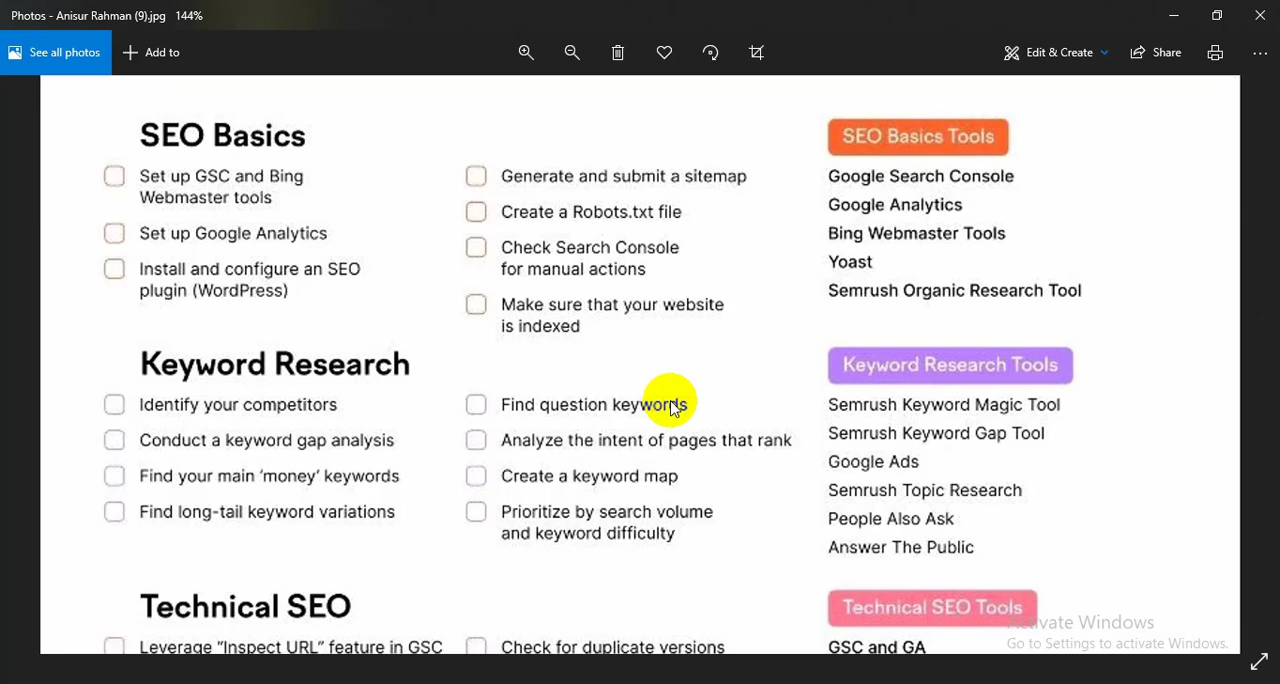 Photos - Anisur Rahman (9).jpg 144%
See all photos
Add to
Edit & Create
Share
SEO Basics
Set up GSC and Bing
Webmaster tools
Set up Google Analytics
Install and configure an SEO
plugin (WordPress)
Generate and submit a sitemap
Create a Robots.txt file
Check Search Console
for manual actions
Make sure that your website
is indexed
SEO Basics Tools
Google Search Console
Google Analytics
Bing Webmaster Tools
Yoast
Semrush Organic Research Tool
Keyword Research
Identify your competitors
Conduct a keyword gap analysis
Find your main ‘money’ keywords
Find long-tail keyword variations
Find question keywords
Analyze the intent of pages that rank
Create a keyword map
Prioritize by search volume
and keyword difficulty
Keyword Research Tools
Semrush Keyword Magic Tool
Semrush Keyword Gap Tool
Google Ads
Semrush Topic Research
People Also Ask
Answer The Public
Technical SEO
Leverage “Inspect URL” feature in GSC
Check for duplicate versions
Technical SEO Tools
GSC and GA
Activate Windows
Go to Settings to activate Windows.